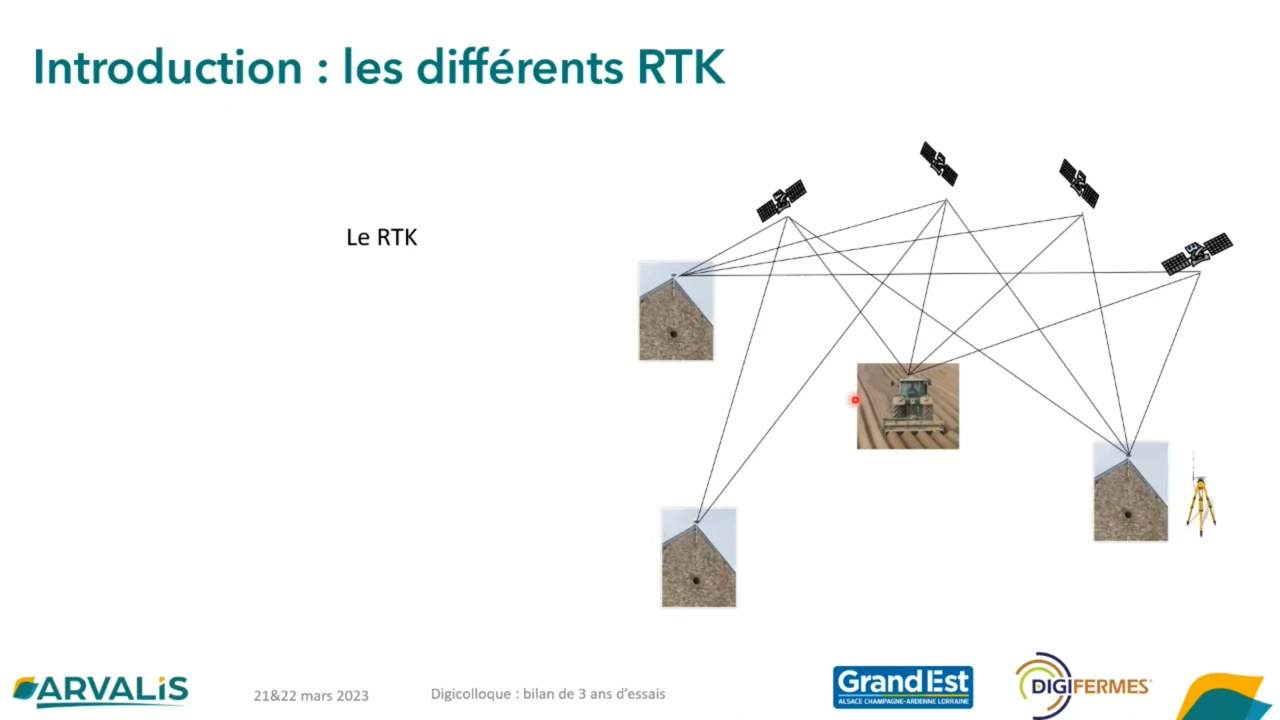 Introduction : les différents RTK
Le RTK
ARVALIS
21&22 mars 2023
Digicolloque : bilan de 3 ans d'essais
Grand Est
ALSACE CHAMPAGNE-ARDENNE LORRAINE
DIGIFERMES®